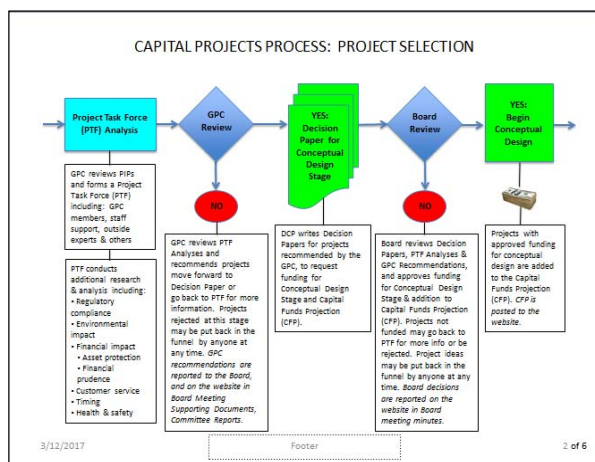 CAPITAL PROJECTS PROCESS: PROJECT SELECTION
Project Task Force
(PTF) Analysis
GPC
Review
YES:
Decision
Paper for
Conceptual
Design
Stage
Board
Review
YES:
Begin
Conceptual
Design
GPC reviews PIPs
and forms a Project
Task Force (PTF)
including: GPC
members, staff
support, outside
experts & others
PTF conducts
additional research
& analysis including:
• Regulatory
compliance
• Environmental
impact
• Financial impact
• Asset protection
• Financial
prudence
• Customer service
• Timing
• Health & safety
NO
GPC reviews PTF
Analyses and
recommends projects
move forward to
Decision Paper or
go back to PTF for more
information. Projects
rejected at this stage
may be put back in the
funnel by anyone at
any time. GPC
recommendations are
reported to the Board,
and on the website in
Board Meeting
Supporting Documents,
Committee Reports.
DCP writes Decision
Papers for projects
recommended by the
GPC, to request
funding for
Conceptual Design
Stage and Capital
Funds Projection (CFP).
NO
Board reviews Decision
Papers, PTF Analyses &
GPC Recommendations,
and approves funding
for Conceptual Design
Stage & addition to
Capital Funds Projection
(CFP). Projects not
funded may go back to
PTF for more info or be
rejected. Project ideas
may be put back in the
funnel by anyone at any
time. Board decisions
are reported on the
website in Board
meeting minutes.
Projects with
approved funding
for conceptual
design are added to
the Capital
Funds Projection
(CFP). CFP is
posted to the
website.
3/12/2017
Footer
2 of 6